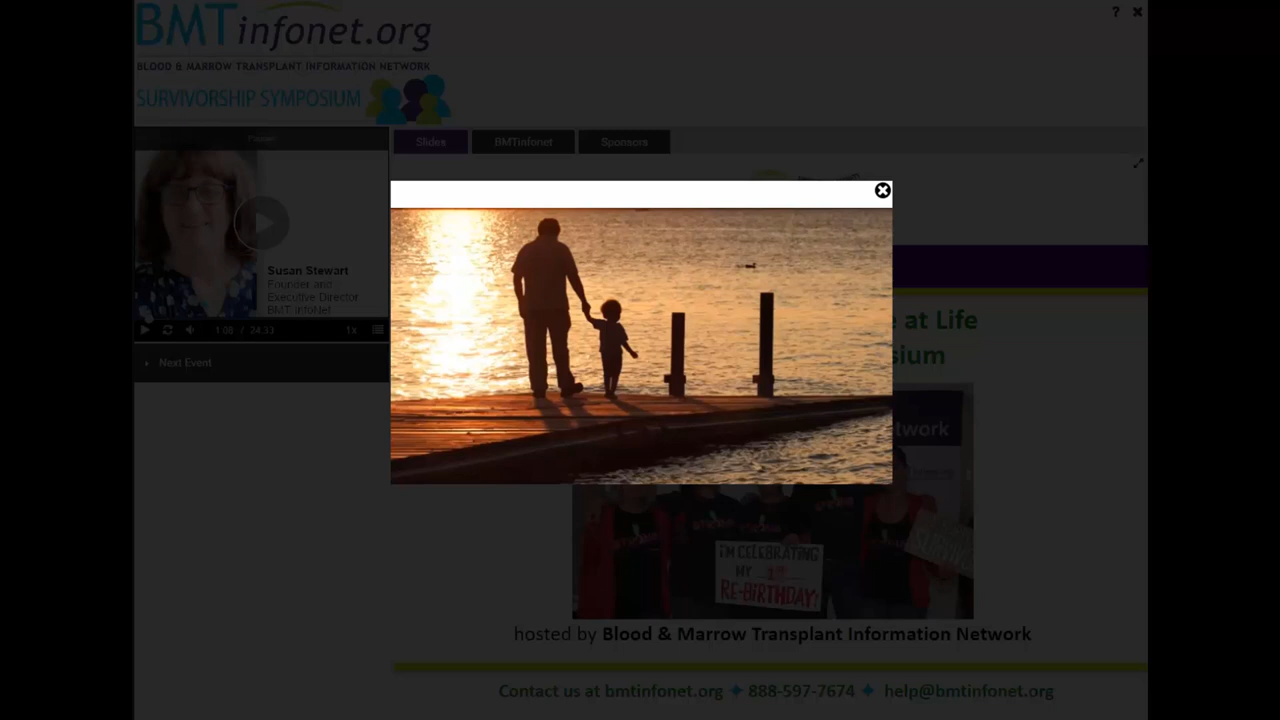 BMTinfonet.org
BLOOD & MARROW TRANSPLANT INFORMATION NETWORK
SURVIVORSHIP SYMPOSIUM
? ×
Slides
BMTinfonet
Sponsors
Susan Stewart
Founder and
Executive Director
BMT InfoNet
1:08 / 24:33
1x
Next Event
at Life
sium
twork
I'M CELEBRATING
MY 1st
RE-BIRTHDAY!
SURVIVOR
hosted by Blood & Marrow Transplant Information Network
Contact us at bmtinfonet.org ✦ 888-597-7674 ✦ help@bmtinfonet.org